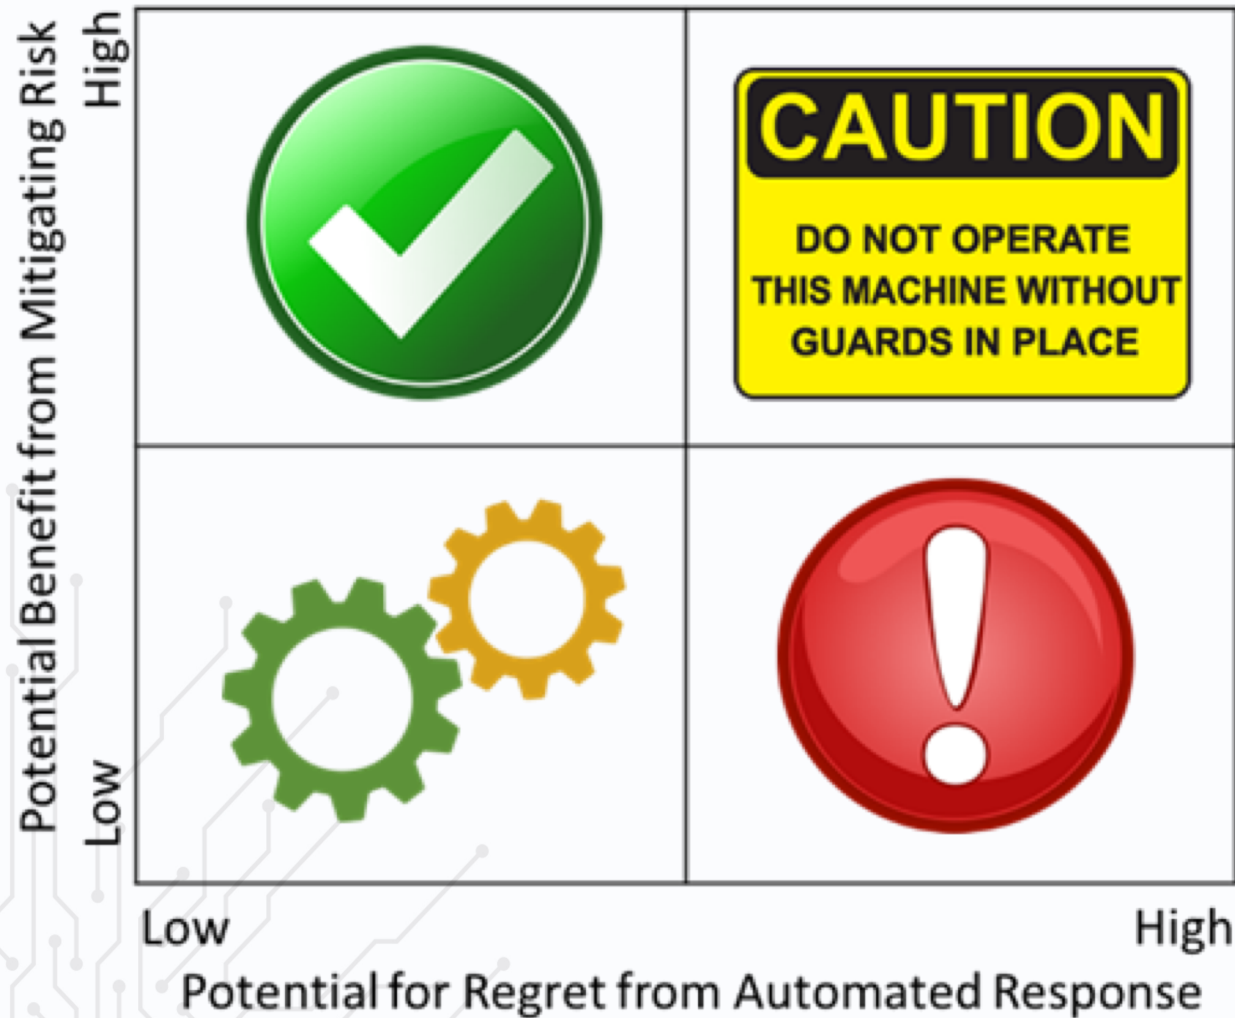 Potential Benefit from Mitigating Risk
High
Low
CAUTION
DO NOT OPERATE
THIS MACHINE WITHOUT
GUARDS IN PLACE
Low
High
Potential for Regret from Automated Response